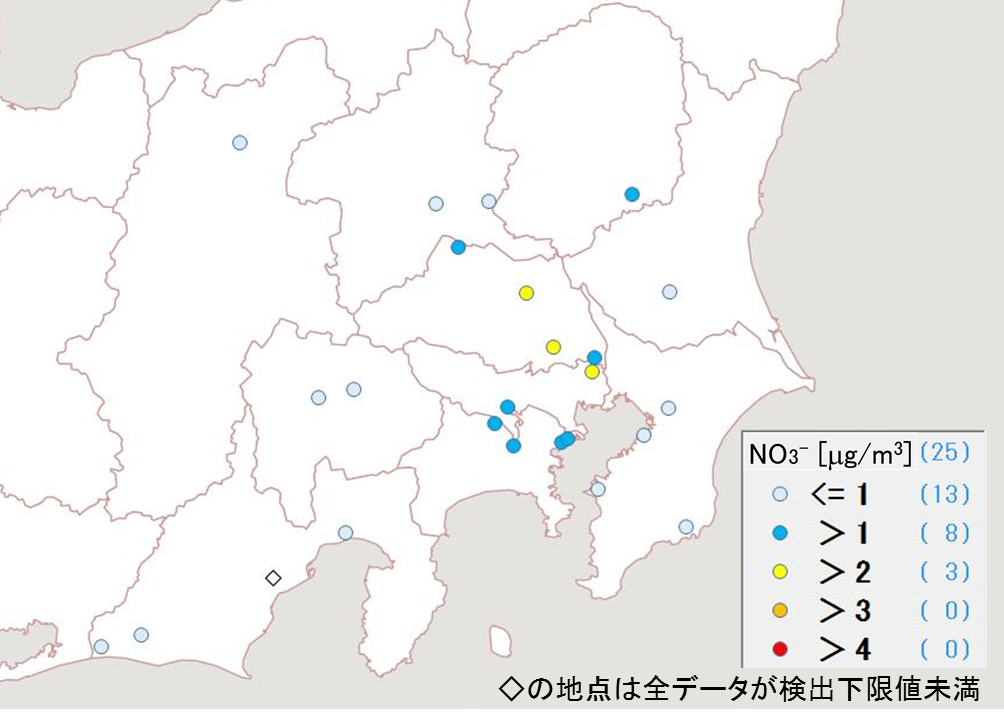 NO₃⁻ [μg/m³] (25)
<= 1 (13)
＞ 1 ( 8)
＞ 2 ( 3)
＞ 3 ( 0)
＞ 4 ( 0)
◇の地点は全データが検出下限値未満